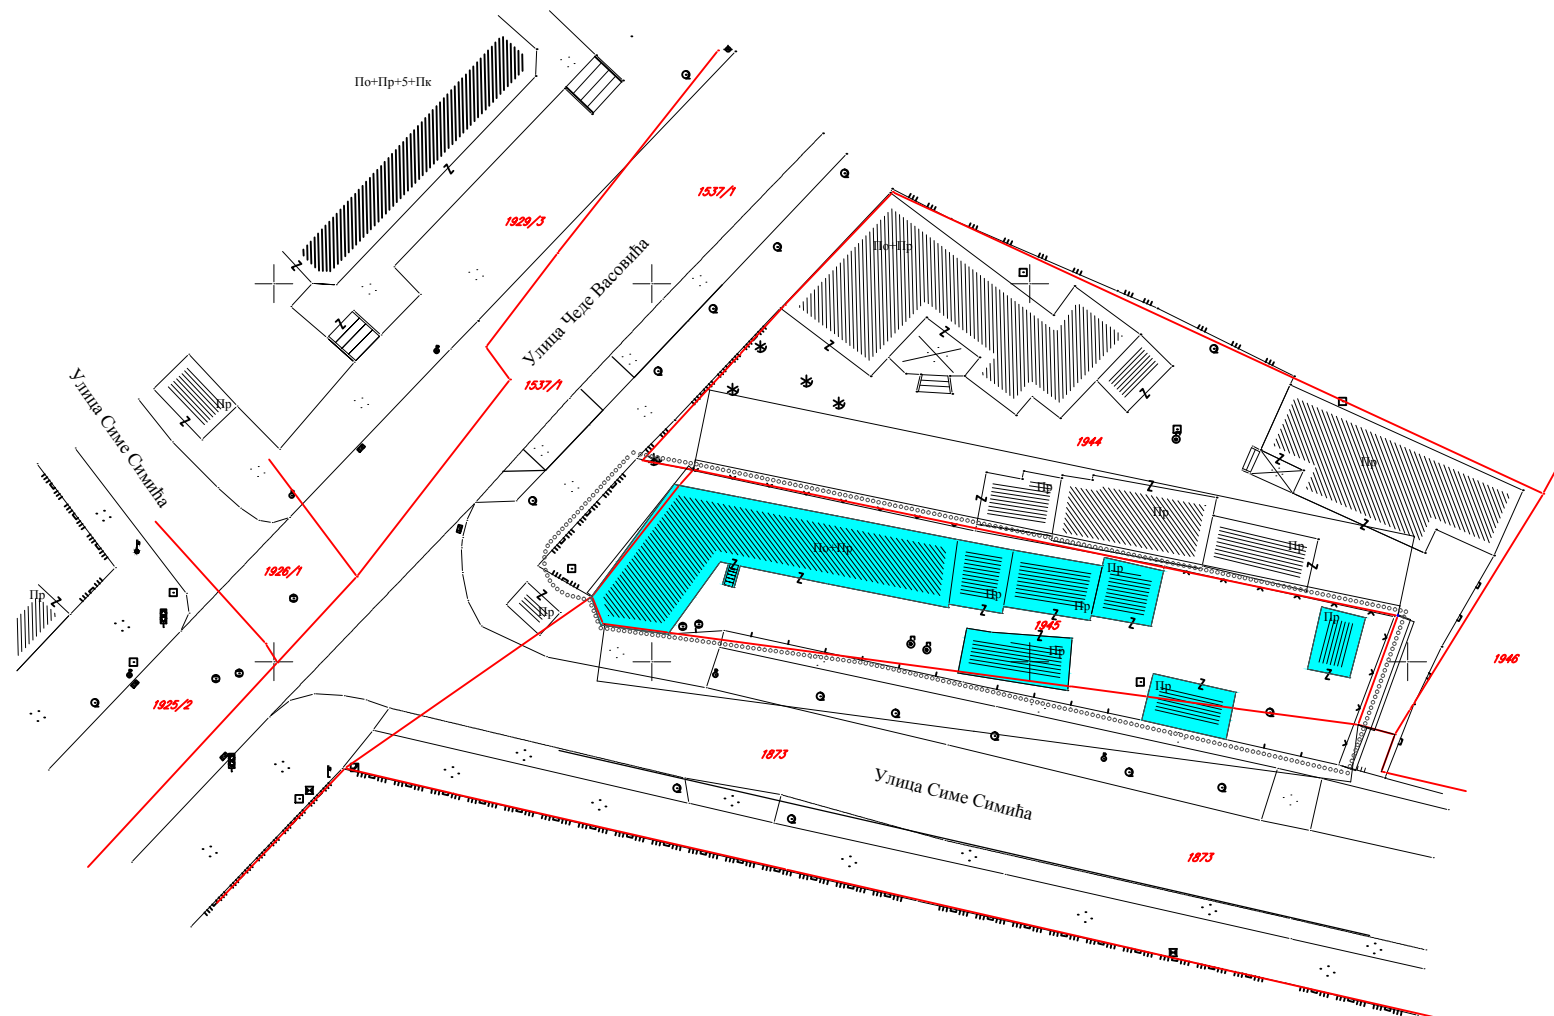 По+Пр+5+Пк
1537/1
1929/3
По+Пр
Улица Чеде Васовића
1537/1
Улица Симе Симића
Пр
1944
Пр
Пр
Пр
Пр
По+Пр
1926/1
Пр
Пр
Пр
Пр
Пр
Пр
1945
Пр
1946
Пр
1925/2
1873
Улица Симе Симића
1873